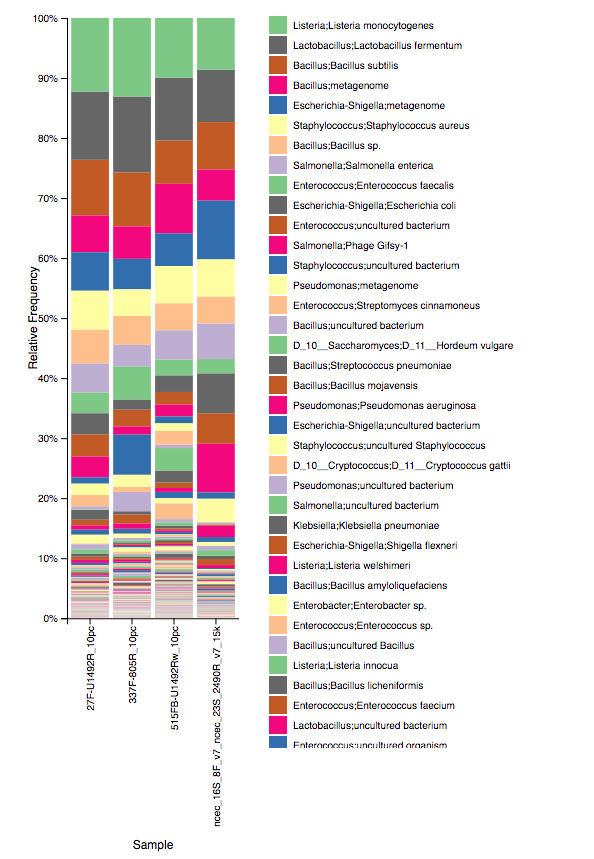 100%
90%
80%
70%
60%
50%
40%
30%
20%
10%
0%
Relative Frequency
27F-U1492R_10pc
337F-805R_10pc
515FB-U1492Rw_10pc
ncec_16S_8F_v7_ncec_23S_2490R_v7_15k
Sample
Listeria;Listeria monocytogenes
Lactobacillus;Lactobacillus fermentum
Bacillus;Bacillus subtilis
Bacillus;metagenome
Escherichia-Shigella;metagenome
Staphylococcus;Staphylococcus aureus
Bacillus;Bacillus sp.
Salmonella;Salmonella enterica
Enterococcus;Enterococcus faecalis
Escherichia-Shigella;Escherichia coli
Enterococcus;uncultured bacterium
Salmonella;Phage Gifsy-1
Staphylococcus;uncultured bacterium
Pseudomonas;metagenome
Enterococcus;Streptomyces cinnamoneus
Bacillus;uncultured bacterium
D_10__Saccharomyces;D_11__Hordeum vulgare
Bacillus;Streptococcus pneumoniae
Bacillus;Bacillus mojavensis
Pseudomonas;Pseudomonas aeruginosa
Escherichia-Shigella;uncultured bacterium
Staphylococcus;uncultured Staphylococcus
D_10__Cryptococcus;D_11__Cryptococcus gattii
Pseudomonas;uncultured bacterium
Salmonella;uncultured bacterium
Klebsiella;Klebsiella pneumoniae
Escherichia-Shigella;Shigella flexneri
Listeria;Listeria welshimeri
Bacillus;Bacillus amyloliquefaciens
Enterobacter;Enterobacter sp.
Enterococcus;Enterococcus sp.
Bacillus;uncultured Bacillus
Listeria;Listeria innocua
Bacillus;Bacillus licheniformis
Enterococcus;Enterococcus faecium
Lactobacillus;uncultured bacterium
Enterococcus;uncultured organism